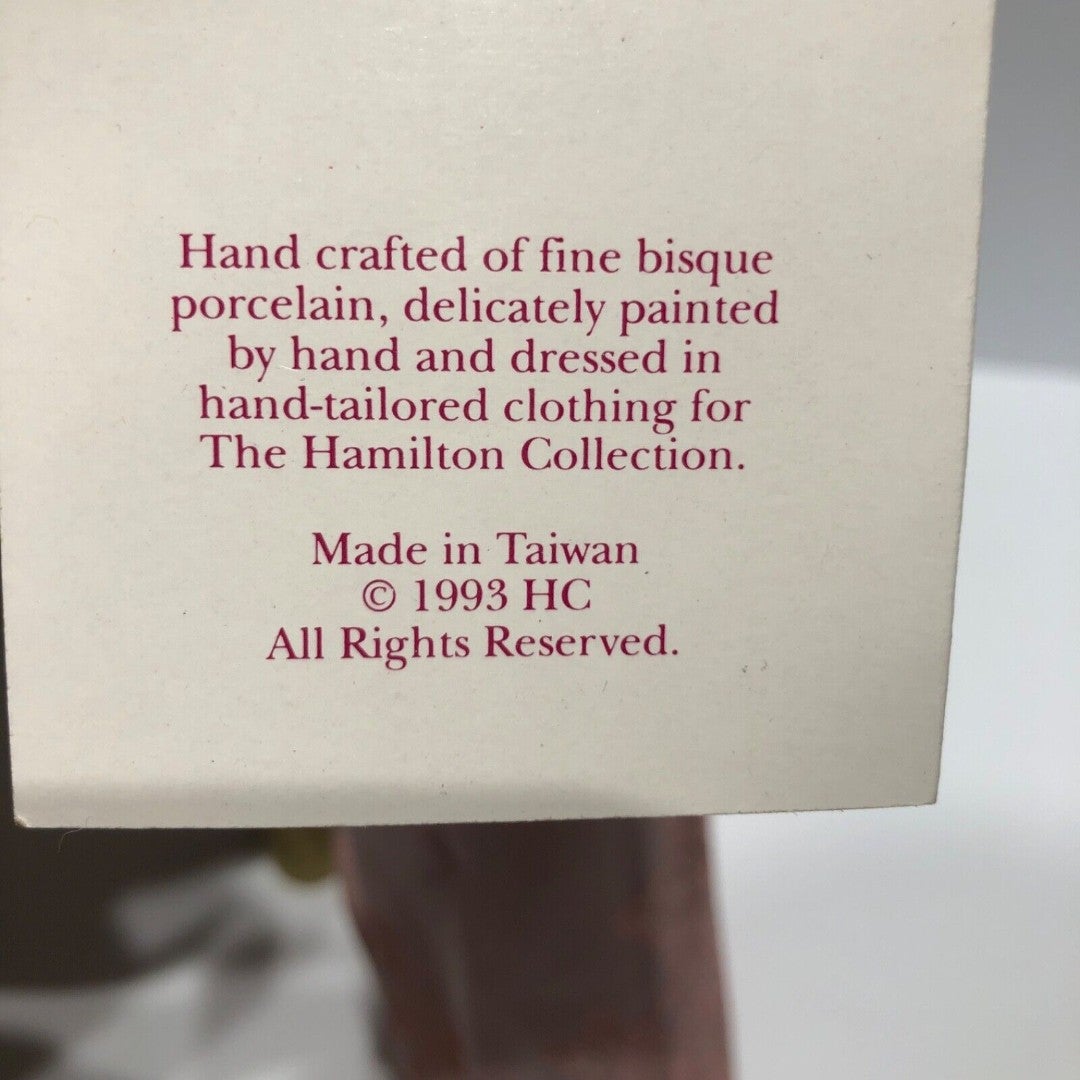 Hand crafted of fine bisque
porcelain, delicately painted
by hand and dressed in
hand-tailored clothing for
The Hamilton Collection.
Made in Taiwan
© 1993 HC
All Rights Reserved.